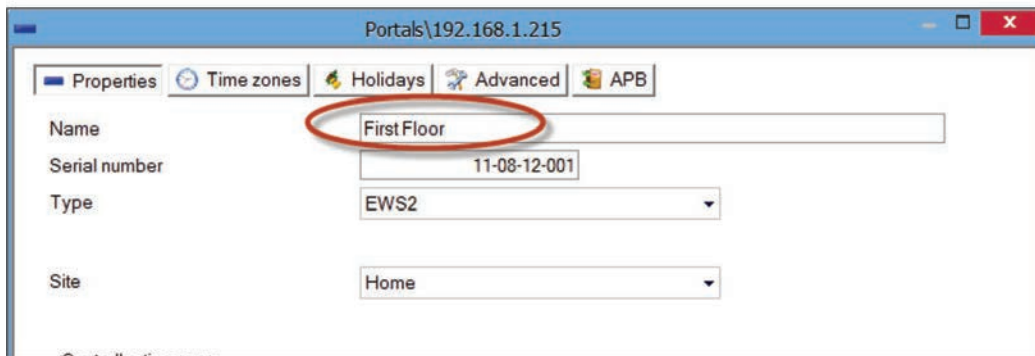 Portals\192.168.1.215
Properties Time zones Holidays Advanced APB
Name First Floor
Serial number 11-08-12-001
Type EWS2
Site Home